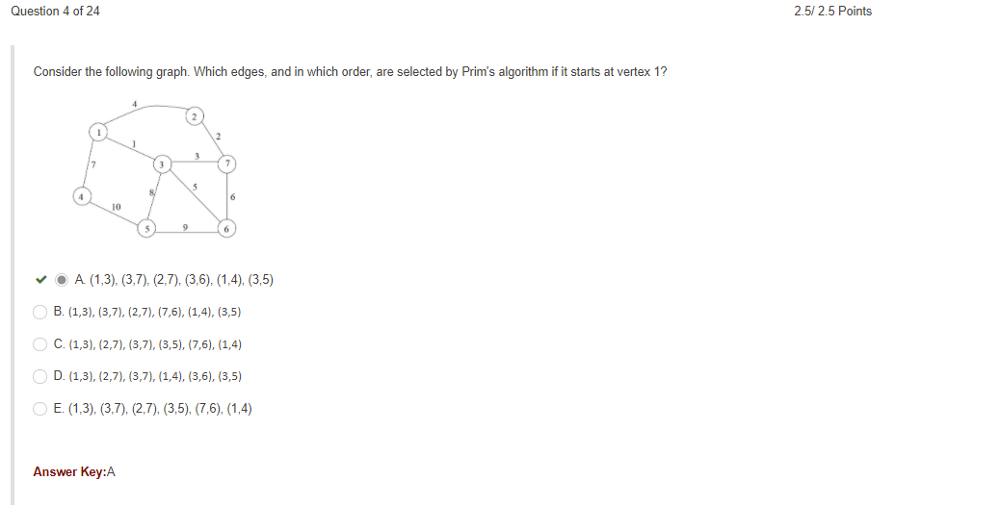 Question 4 of 24
2.5/ 2.5 Points
Consider the following graph. Which edges, and in which order, are selected by Prim's algorithm if it starts at vertex 1?
4
2
1
2
1
3
7
3
7
8
5
4
6
10
5
9
6
A. (1,3), (3,7), (2,7), (3,6), (1,4), (3,5)
B. (1,3), (3,7), (2,7), (7,6), (1,4), (3,5)
C. (1,3), (2,7), (3,7), (3,5), (7,6), (1,4)
D. (1,3), (2,7), (3,7), (1,4), (3,6), (3,5)
E. (1,3), (3,7), (2,7), (3,5), (7,6), (1,4)
Answer Key:A